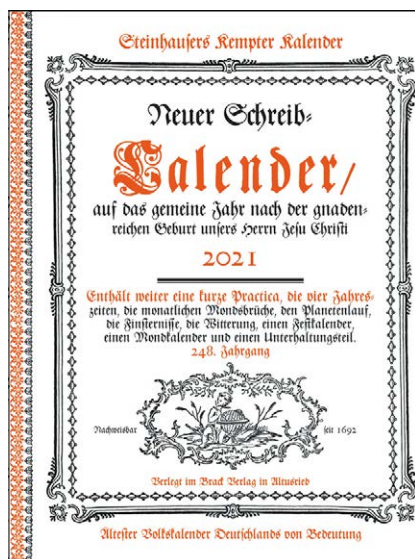 Steinhausers Kempter Kalender
Neuer Schreib-
Calender/
auf das gemeine Jahr nach der gnaden-
reichen Geburt unsers Herrn Jesu Christi
2021
Enthält weiter eine kurze Practica, die vier Jahres-
zeiten, die monatlichen Mondsbrüche, den Planetenlauf,
die Finsternisse, die Witterung, einen Festkalender,
einen Mondkalender und einen Unterhaltungsteil.
248. Jahrgang
Nachweisbar seit 1692
Verlegt im Brack Verlag in Altusried
Ältester Volkskalender Deutschlands von Bedeutung